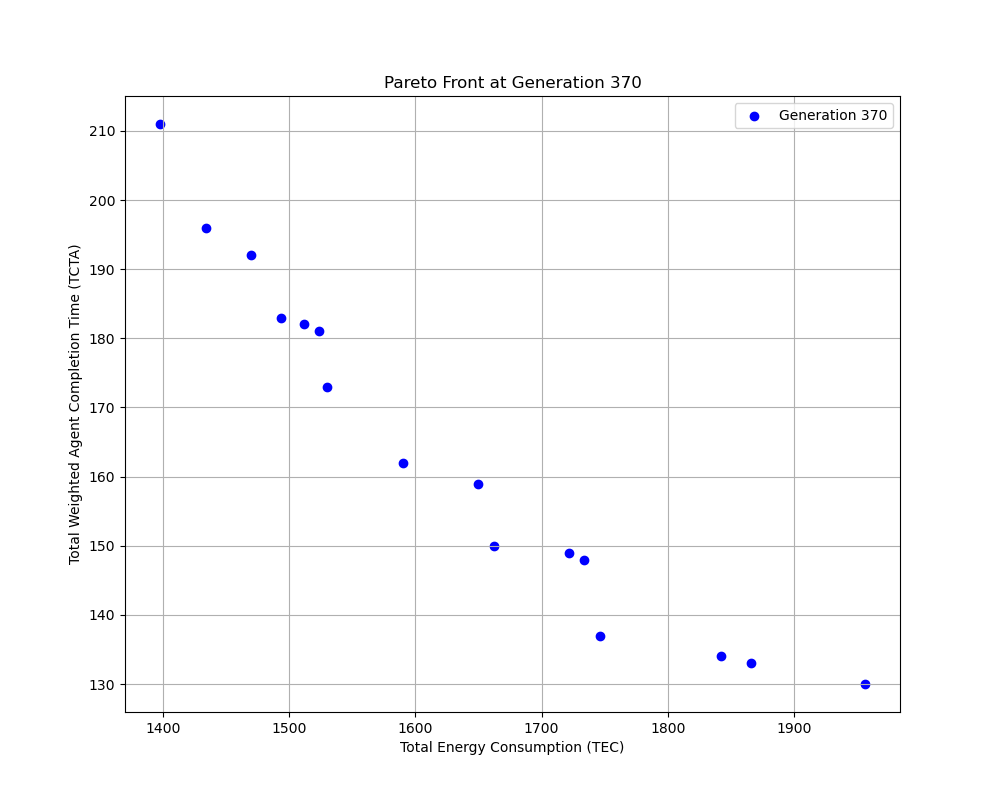 Pareto Front at Generation 370
Generation 370
Total Weighted Agent Completion Time (TCTA)
210
200
190
180
170
160
150
140
130
1400 1500 1600 1700 1800 1900
Total Energy Consumption (TEC)